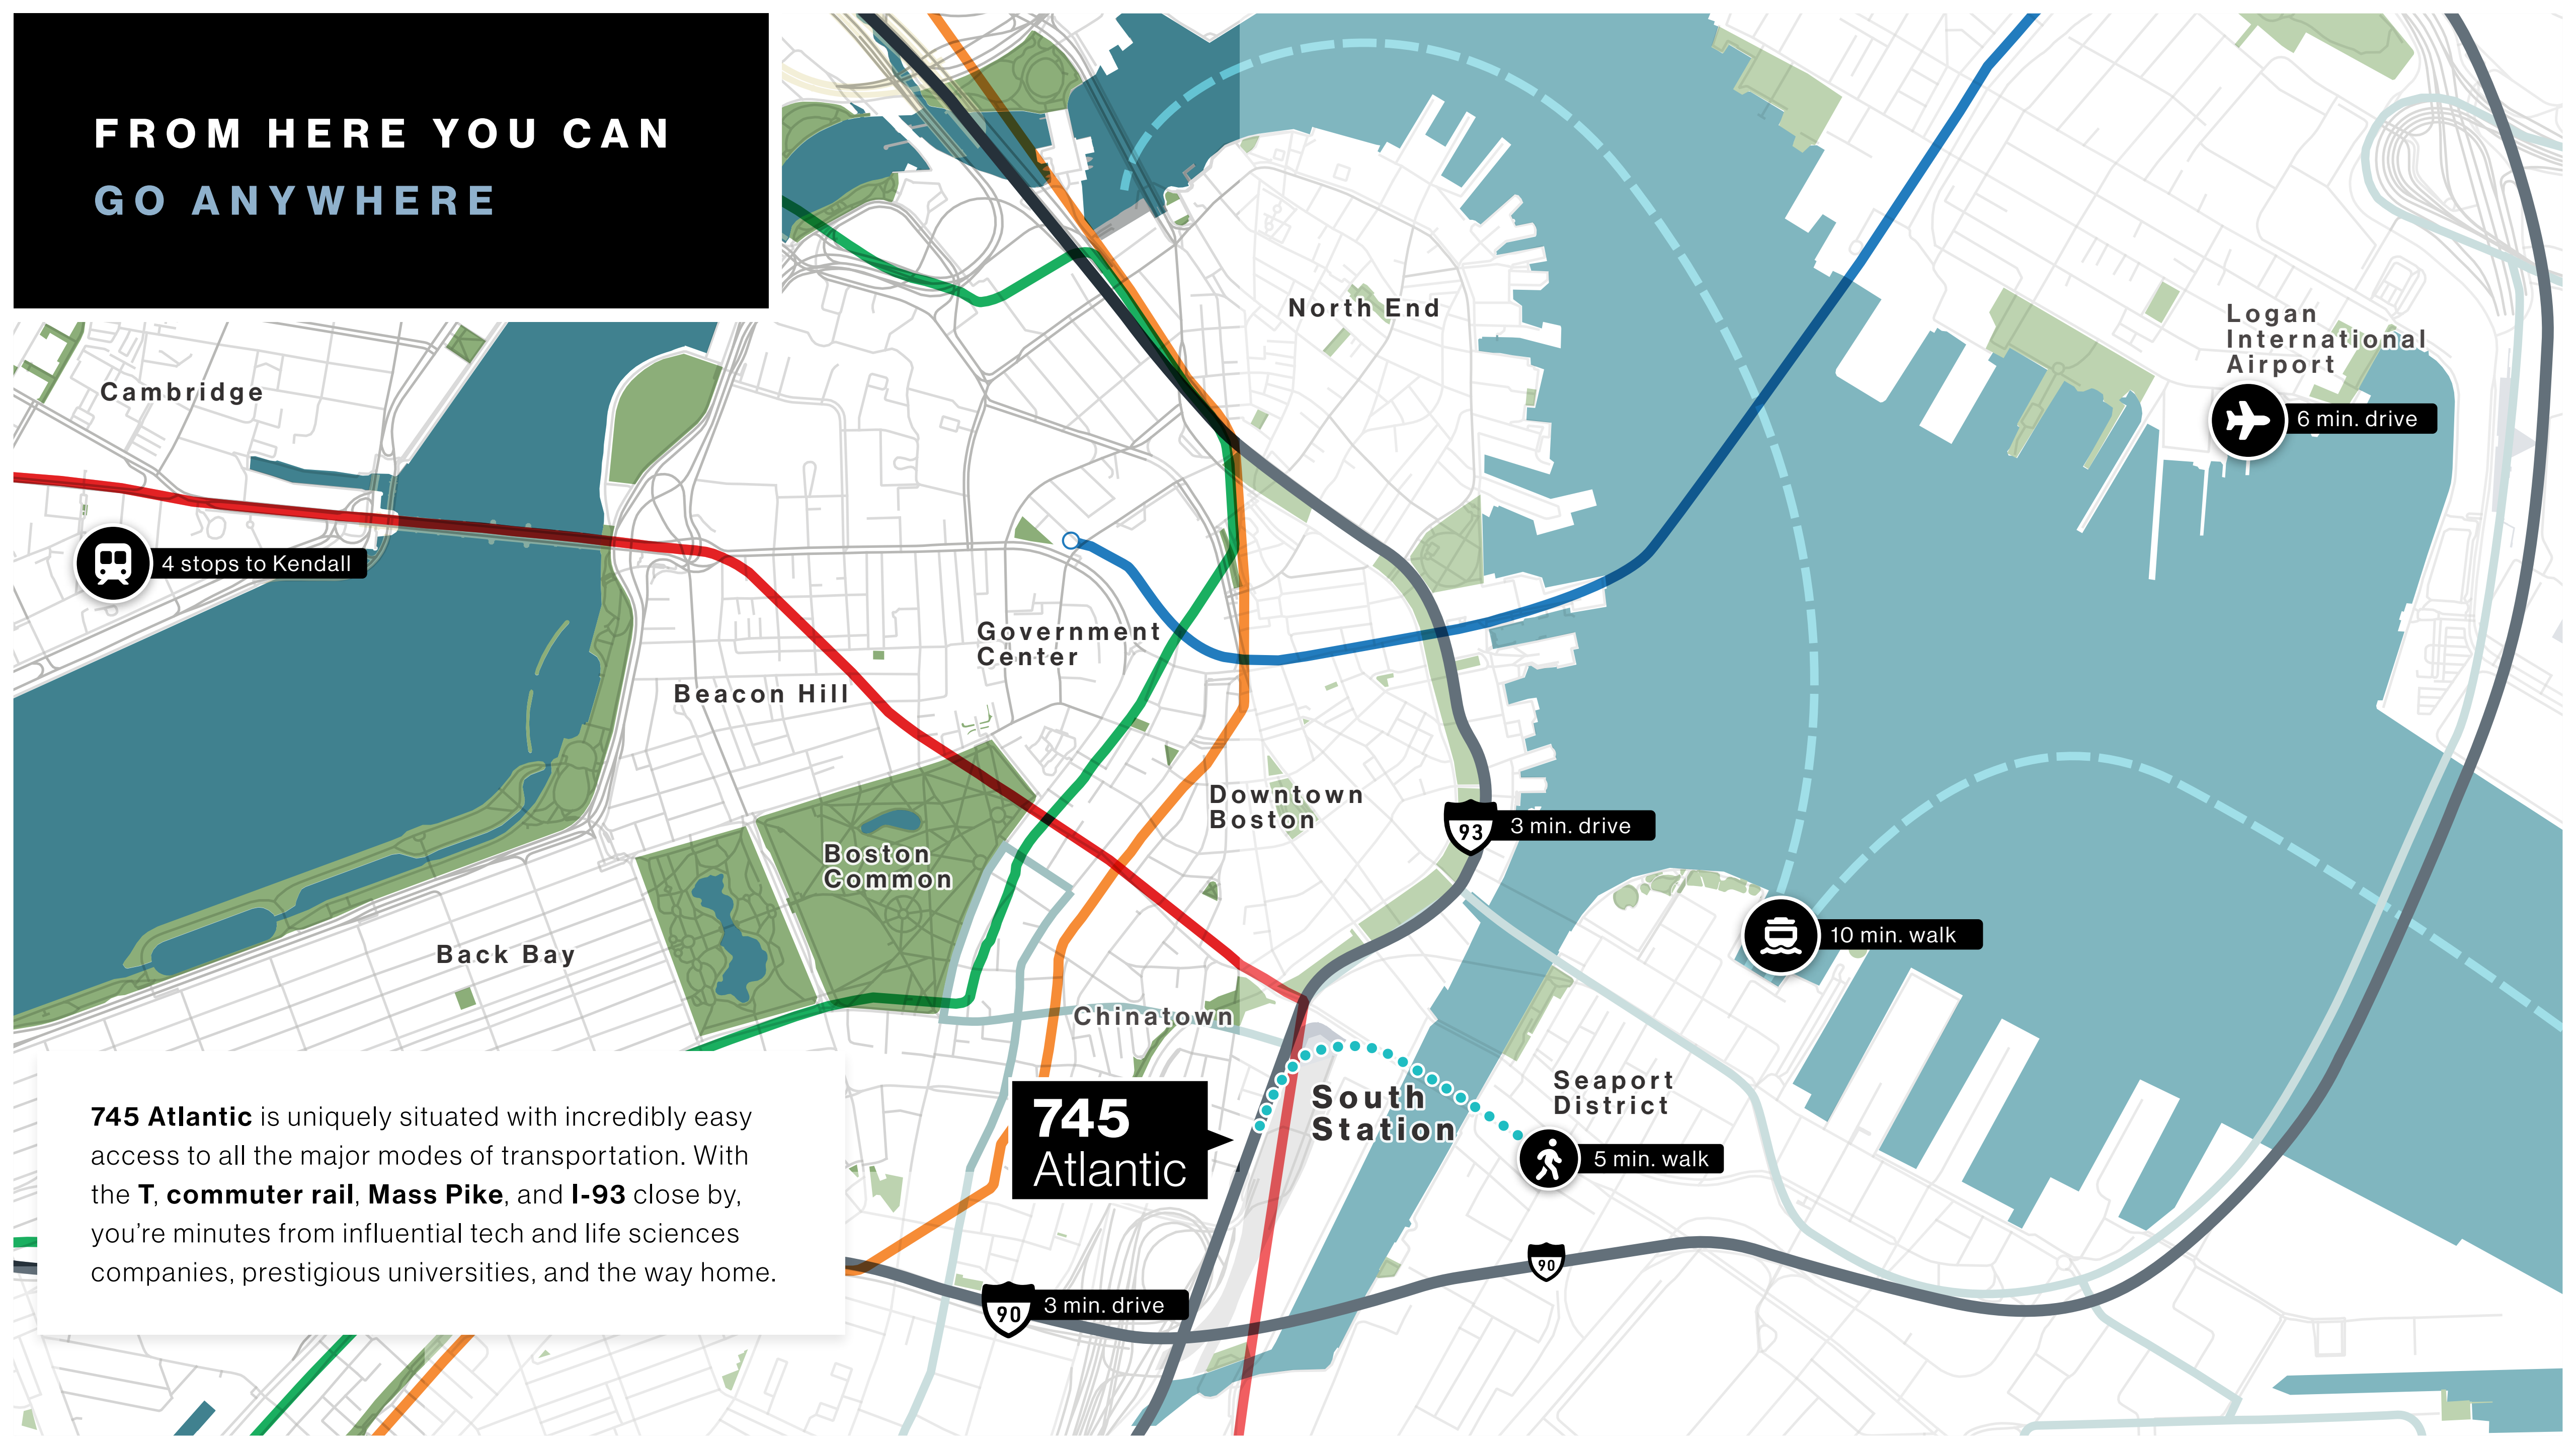 FROM HERE YOU CAN
GO ANYWHERE
North End
Logan
International
Airport
6 min. drive
Cambridge
4 stops to Kendall
Government
Center
Beacon Hill
Downtown
Boston
93
3 min. drive
Boston
Common
10 min. walk
Back Bay
Chinatown
Seaport
District
South
Station
745
Atlantic
5 min. walk
745 Atlantic is uniquely situated with incredibly easy
access to all the major modes of transportation. With
the T, commuter rail, Mass Pike, and I-93 close by,
you're minutes from influential tech and life sciences
companies, prestigious universities, and the way home.
90
90
3 min. drive